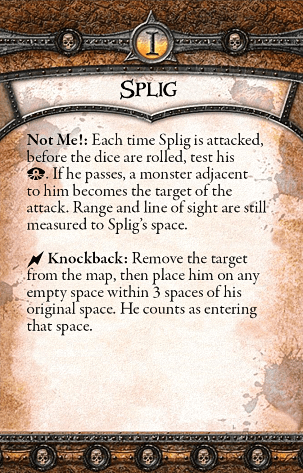 I
SPLIG
Not Me!: Each time Splig is attacked,
before the dice are rolled, test his
. If he passes, a monster adjacent
to him becomes the target of the
attack. Range and line of sight are still
measured to Splig's space.
Knockback: Remove the target
from the map, then place him on any
empty space within 3 spaces of his
original space. He counts as entering
that space.